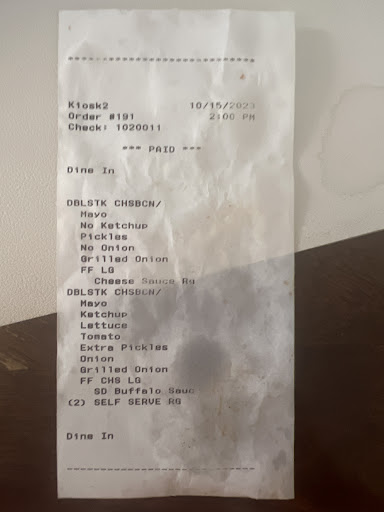 Kiosk2 10/15/2023
Order #191 2:00 PM
Check: 1020011
*** PAID ***
Dine In
DBLSTK CHSBCN/
Mayo
No Ketchup
Pickles
No Onion
Grilled Onion
FF LG
Cheese Sauce Rg
DBLSTK CHSBCN/
Mayo
Ketchup
Lettuce
Tomato
Extra Pickles
Onion
Grilled Onion
FF CHS LG
SD Buffalo Sauc
(2) SELF SERVE RG
Dine In